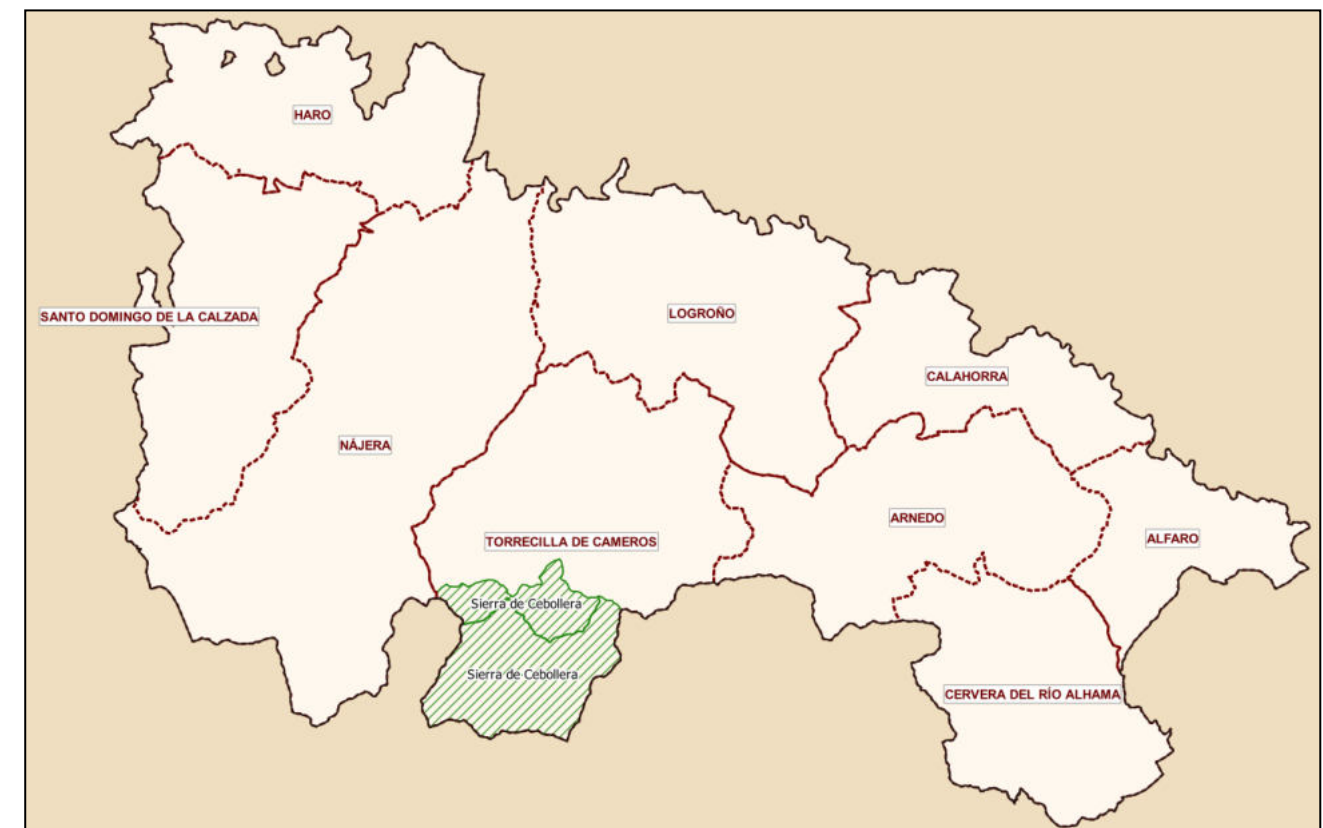 HARO
SANTO DOMINGO DE LA CALZADA
LOGROÑO
CALAHORRA
NÁJERA
ARNEDO
ALFARO
TORRECILLA DE CAMEROS
Sierra de Cebollera
Sierra de Cebollera
CERVERA DEL RÍO ALHAMA